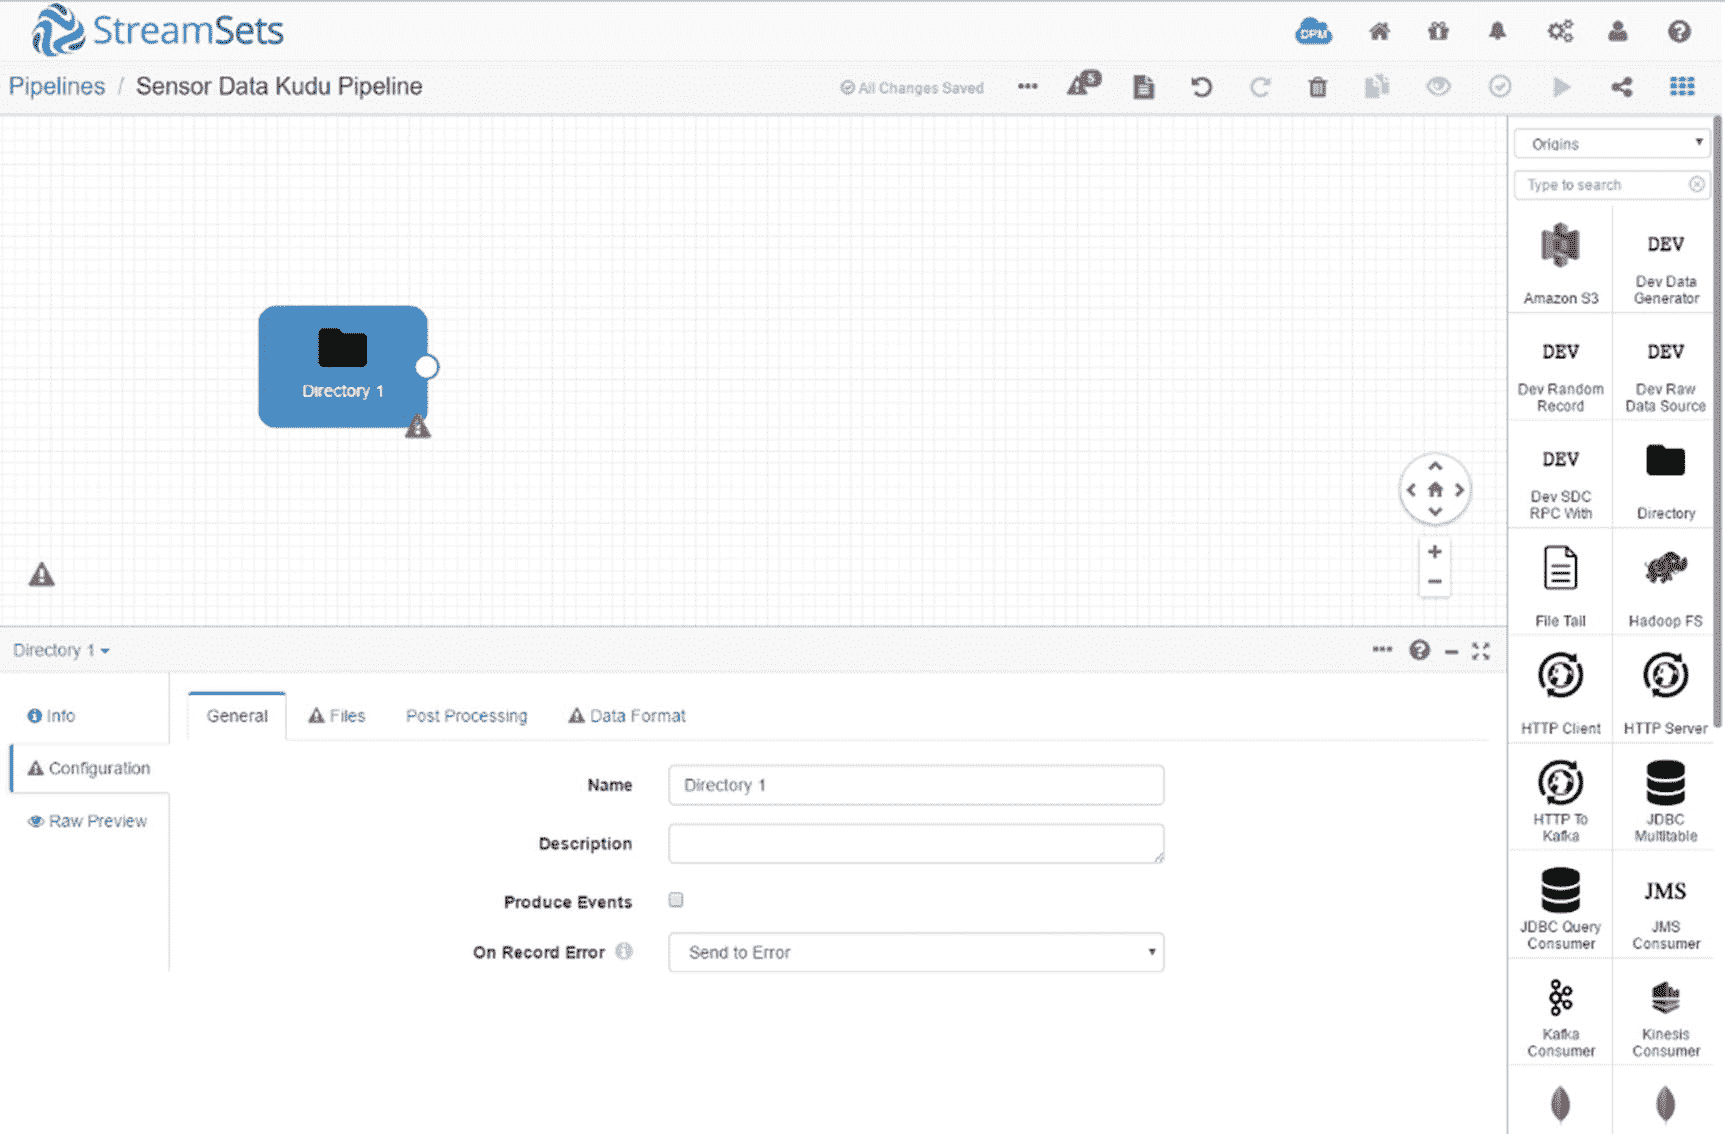 StreamSets
CPM
Pipelines / Sensor Data Kudu Pipeline
All Changes Saved
5
Origins
Type to search
Amazon S3
DEV
Dev Data
Generator
DEV
Dev Random
Record
DEV
Dev Raw
Data Source
DEV
Dev SDC
RPC With
Directory
File Tail
Hadoop FS
HTTP Client
HTTP Server
HTTP To
Kafka
JDBC
Multitable
JDBC Query
Consumer
JMS
JMS
Consumer
Kafka
Consumer
Kinesis
Consumer
Directory 1
Directory 1
Info
Configuration
Raw Preview
General
Files
Post Processing
Data Format
Name
Directory 1
Description
Produce Events
On Record Error
Send to Error